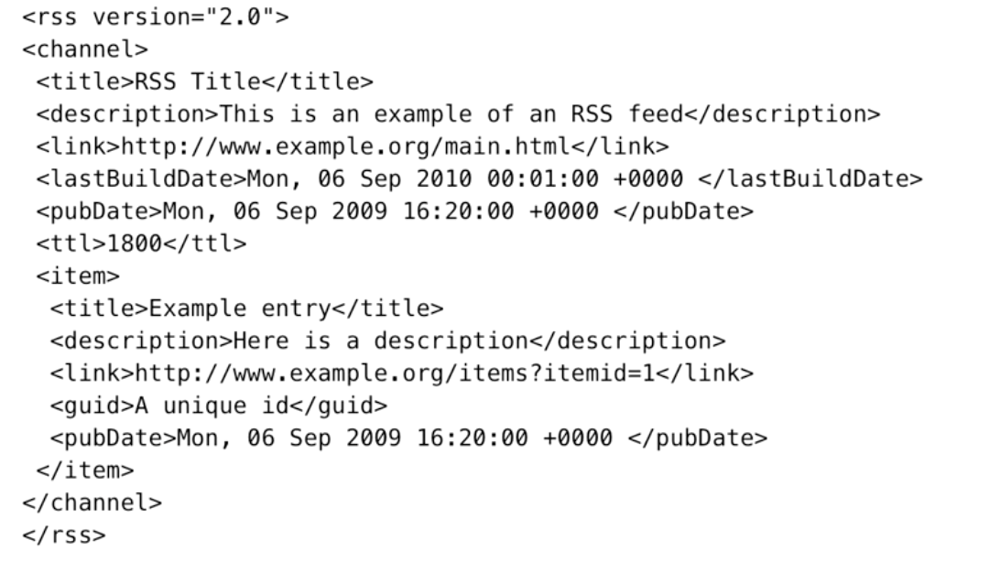 <rss version="2.0">
<channel>
 <title>RSS Title</title>
 <description>This is an example of an RSS feed</description>
 <link>http://www.example.org/main.html</link>
 <lastBuildDate>Mon, 06 Sep 2010 00:01:00 +0000 </lastBuildDate>
 <pubDate>Mon, 06 Sep 2009 16:20:00 +0000 </pubDate>
 <ttl>1800</ttl>
 <item>
  <title>Example entry</title>
  <description>Here is a description</description>
  <link>http://www.example.org/items?itemid=1</link>
  <guid>A unique id</guid>
  <pubDate>Mon, 06 Sep 2009 16:20:00 +0000 </pubDate>
 </item>
</channel>
</rss>